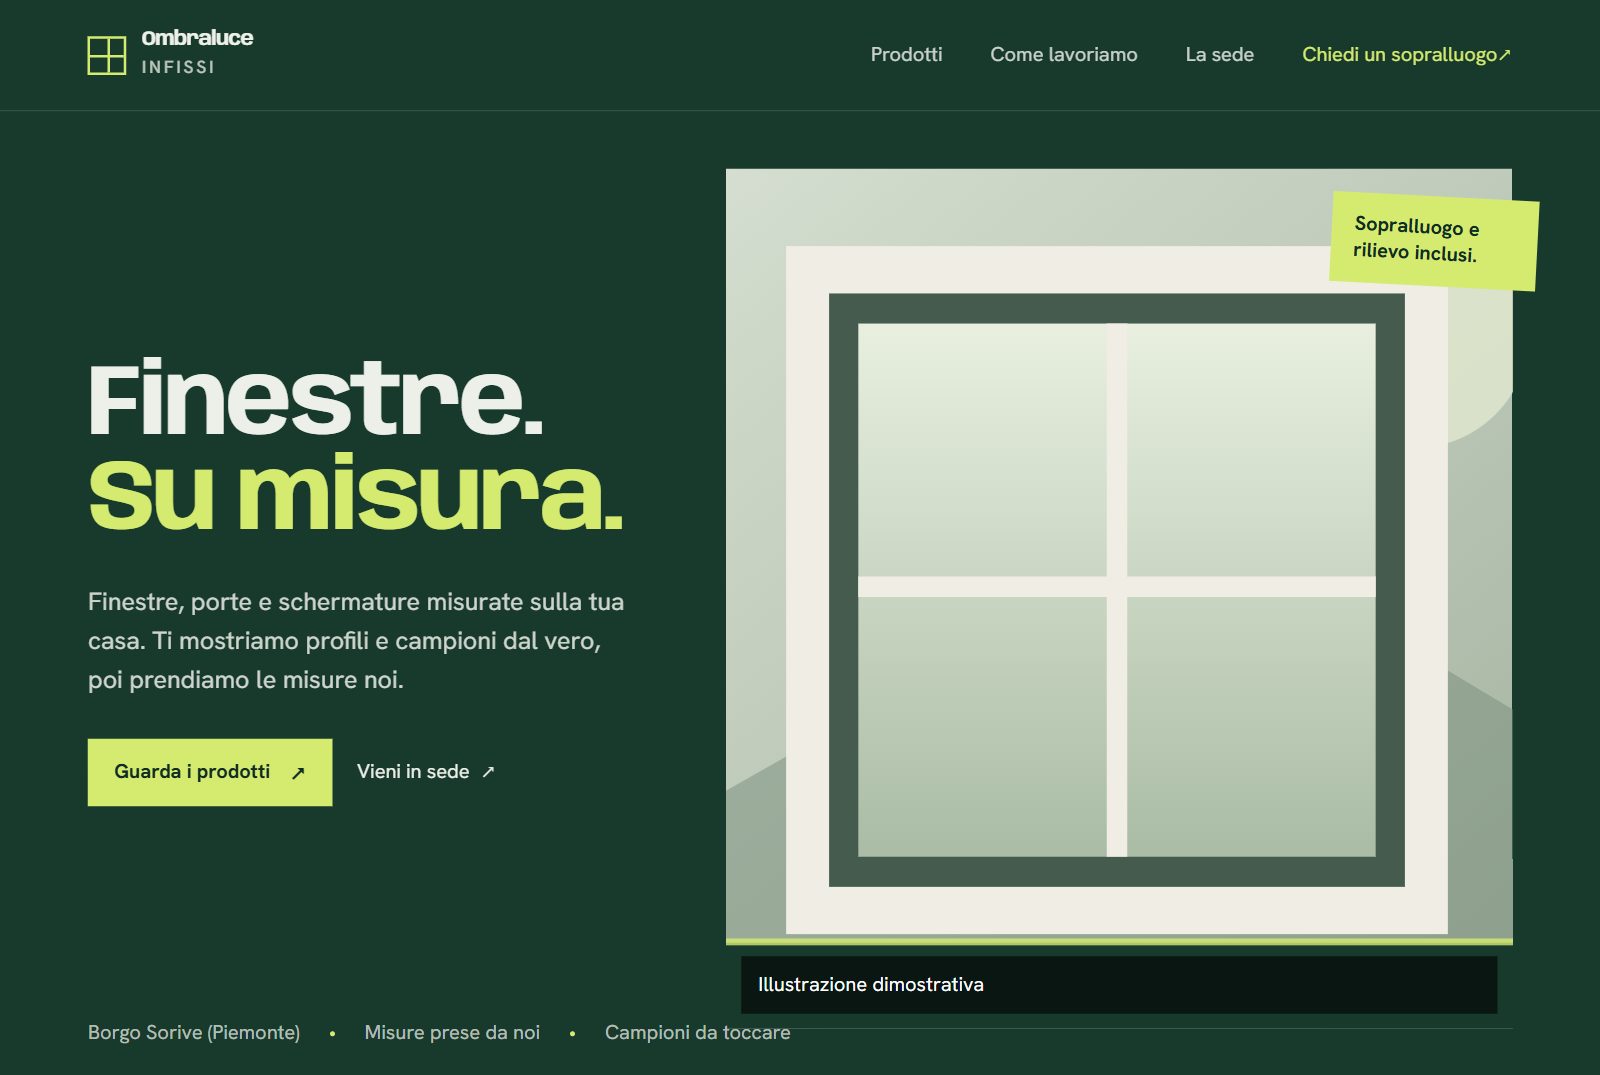 Ombraluce
INFISSI
Prodotti
Come lavoriamo
La sede
Chiedi un sopralluogo↗
Sopralluogo e
rilievo inclusi.
Finestre.
Su misura.
Finestre, porte e schermature misurate sulla tua
casa. Ti mostriamo profili e campioni dal vero,
poi prendiamo le misure noi.
Guarda i prodotti ↗
Vieni in sede ↗
Illustrazione dimostrativa
Borgo Sorive (Piemonte) • Misure prese da noi • Campioni da toccare